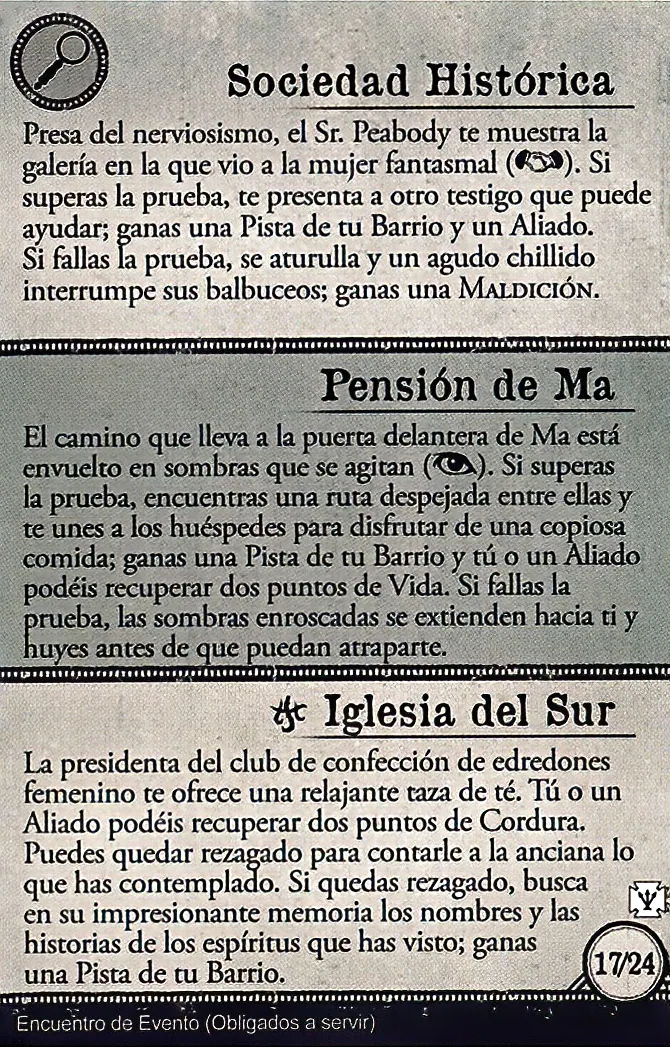 Sociedad Histórica
Presa del nerviosismo, el Sr. Peabody te muestra la
galería en la que vio a la mujer fantasmal ( ). Si
superas la prueba, te presenta a otro testigo que puede
ayudar; ganas una Pista de tu Barrio y un Aliado.
Si fallas la prueba, se aturulla y un agudo chillido
interrumpe sus balbuceos; ganas una MALDICIÓN.
Pensión de Ma
El camino que lleva a la puerta delantera de Ma está
envuelto en sombras que se agitan ( ). Si superas
la prueba, encuentras una ruta despejada entre ellas y
te unes a los huéspedes para disfrutar de una copiosa
comida; ganas una Pista de tu Barrio y tú o un Aliado
podéis recuperar dos puntos de Vida. Si fallas la
prueba, las sombras enroscadas se extienden hacia ti y
huyes antes de que puedan atraparte.
Iglesia del Sur
La presidenta del club de confección de edredones
femenino te ofrece una relajante taza de té. Tú o un
Aliado podéis recuperar dos puntos de Cordura.
Puedes quedar rezagado para contarle a la anciana lo
que has contemplado. Si quedas rezagado, busca
en su impresionante memoria los nombres y las
historias de los espíritus que has visto; ganas
una Pista de tu Barrio.
17/24
Encuentro de Evento (Obligados a servir)